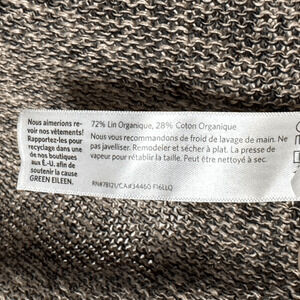 Nous aimerions re-
voir nos vêtements!
Rapportez-les pour
recyclage dans une
de nos boutiques
aux É.-U. afin de
soutenir la cause
GREEN EILEEN.
72% Lin Organique, 28% Coton Organique
Nous vous recommandons de froid de lavage de main. Ne
pas javelliser. Remodeler et sécher à plat. La presse de
vapeur pour rétablir la taille. Peut être nettoyé à sec.
RN#78121/CA#34460 F16LLQ